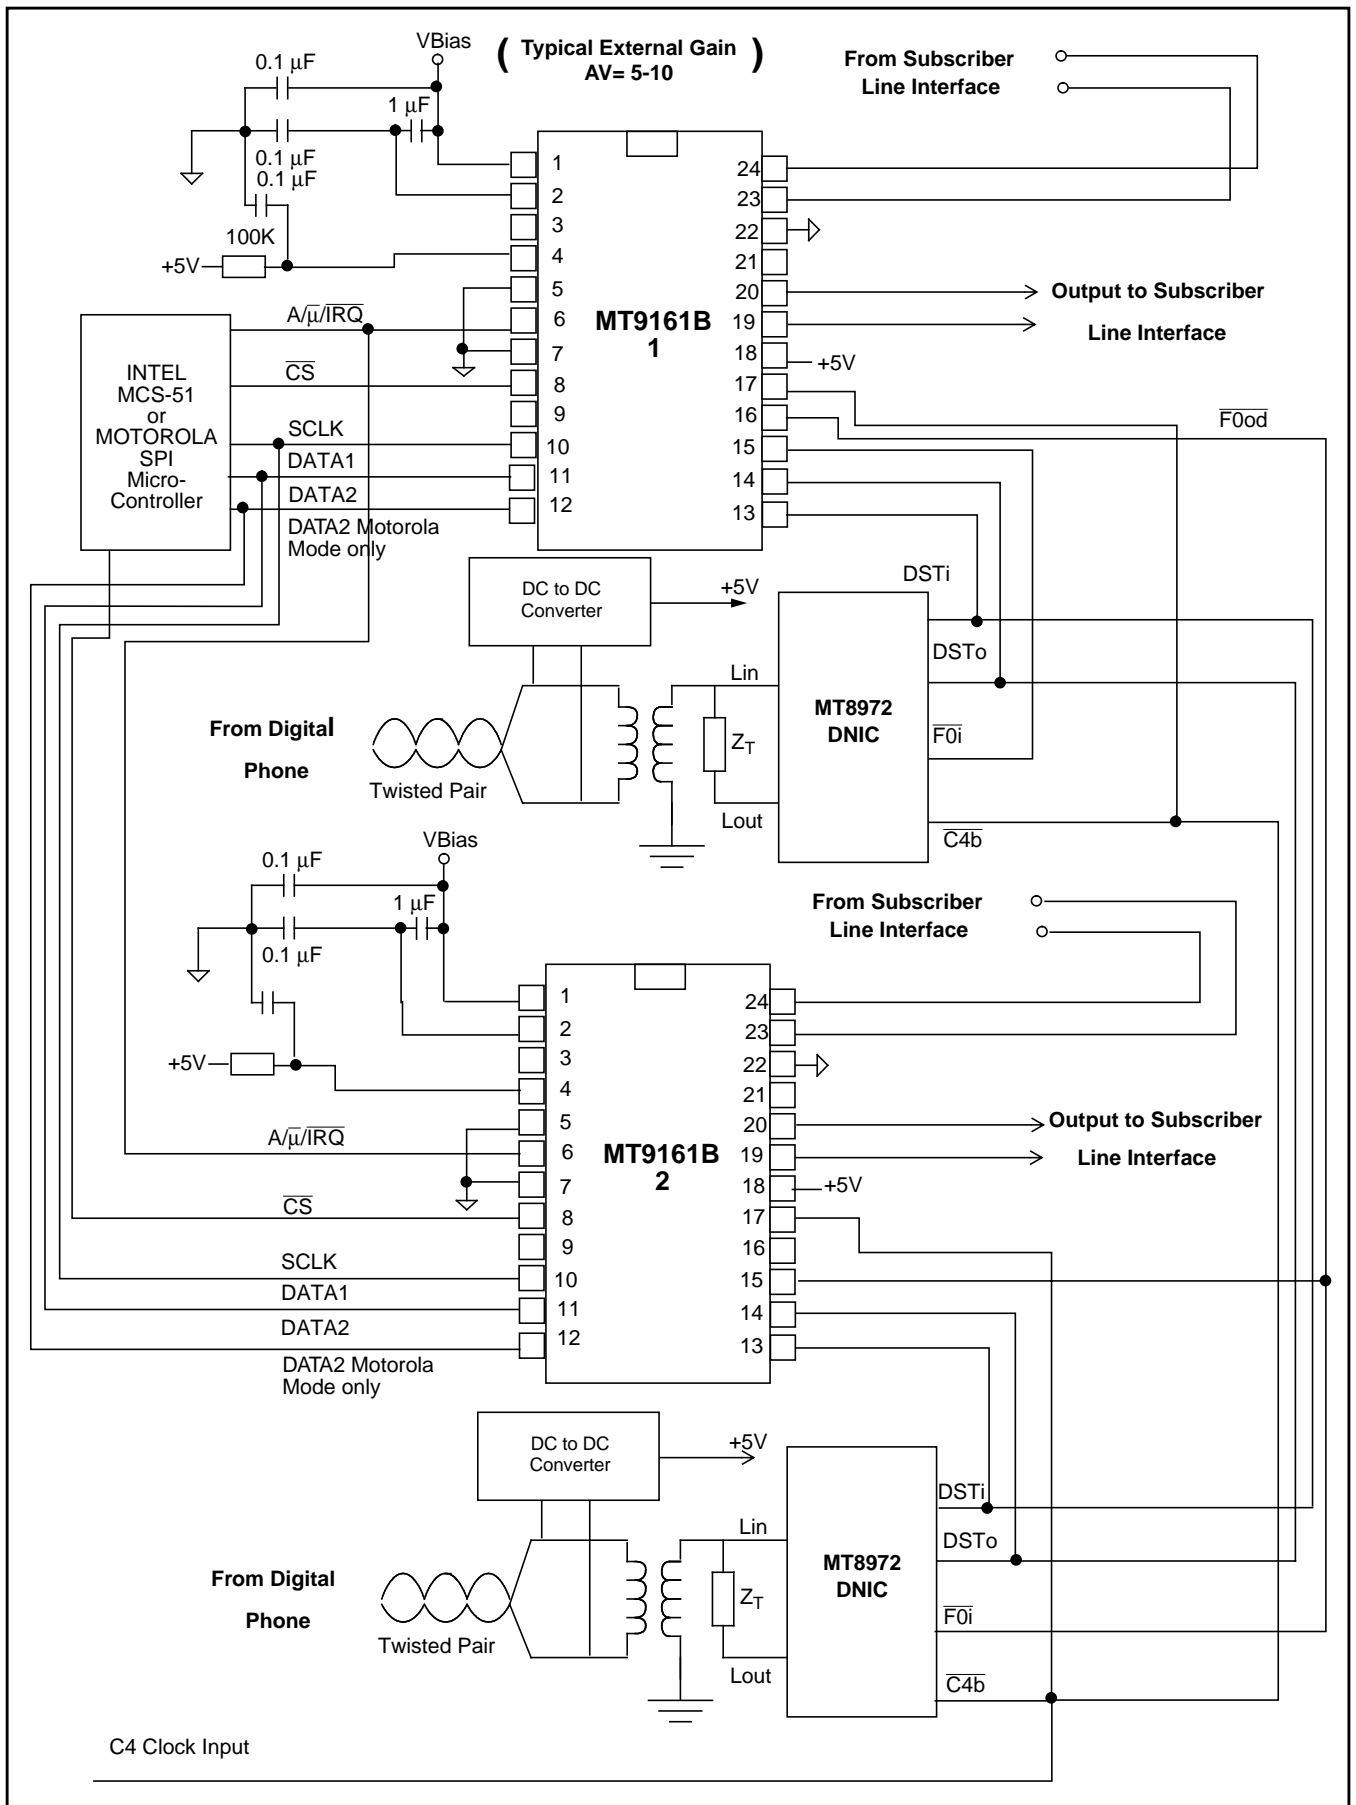 VBias
( Typical External Gain )
AV= 5-10
0.1 µF
1 µF
0.1 µF
0.1 µF
100K
+5V
From Subscriber
Line Interface
1
2
3
4
5
6
7
8
9
10
11
12
MT9161B
1
24
23
22
21
20
19
18
17
16
15
14
13
+5V
Output to Subscriber
Line Interface
F0od
A/µ/IRQ
CS
SCLK
DATA1
DATA2
DATA2 Motorola
Mode only
INTEL
MCS-51
or
MOTOROLA
SPI
Micro-
Controller
DC to DC
Converter
+5V
DSTi
DSTo
F0i
C4b
MT8972
DNIC
Lin
ZT
Lout
From Digital
Phone
Twisted Pair
VBias
0.1 µF
1 µF
0.1 µF
+5V
From Subscriber
Line Interface
1
2
3
4
5
6
7
8
9
10
11
12
MT9161B
2
24
23
22
21
20
19
18
17
16
15
14
13
+5V
Output to Subscriber
Line Interface
A/µ/IRQ
CS
SCLK
DATA1
DATA2
DATA2 Motorola
Mode only
DC to DC
Converter
+5V
DSTi
DSTo
F0i
C4b
MT8972
DNIC
Lin
ZT
Lout
From Digital
Phone
Twisted Pair
C4 Clock Input